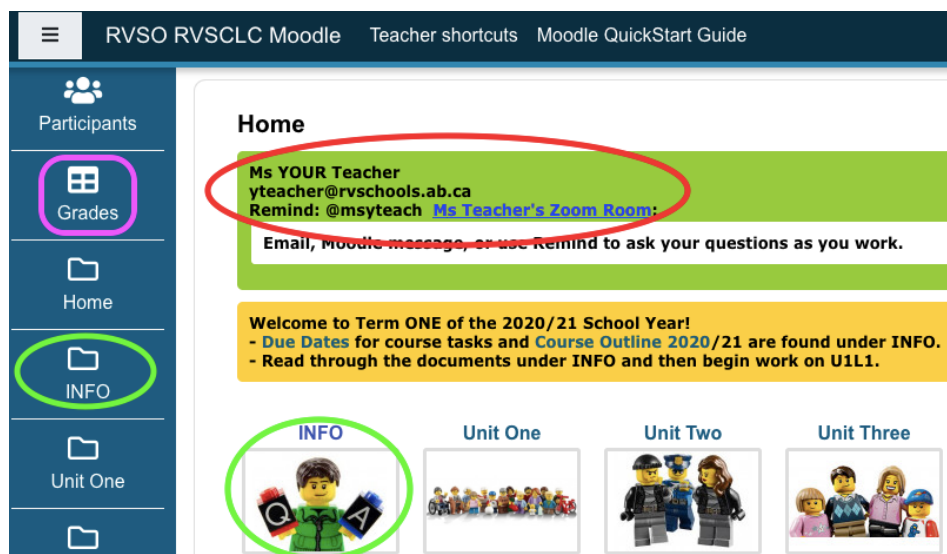 RVSO RVSCLC Moodle Teacher shortcuts Moodle QuickStart Guide
Participants
Grades
Home
INFO
Unit One
Home
Ms YOUR Teacher
yteacher@rvschools.ab.ca
Remind: @msyteach Ms Teacher's Zoom Room:
Email, Moodle message, or use Remind to ask your questions as you work.
Welcome to Term ONE of the 2020/21 School Year!
- Due Dates for course tasks and Course Outline 2020/21 are found under INFO.
- Read through the documents under INFO and then begin work on U1L1.
INFO Unit One Unit Two Unit Three
Q A